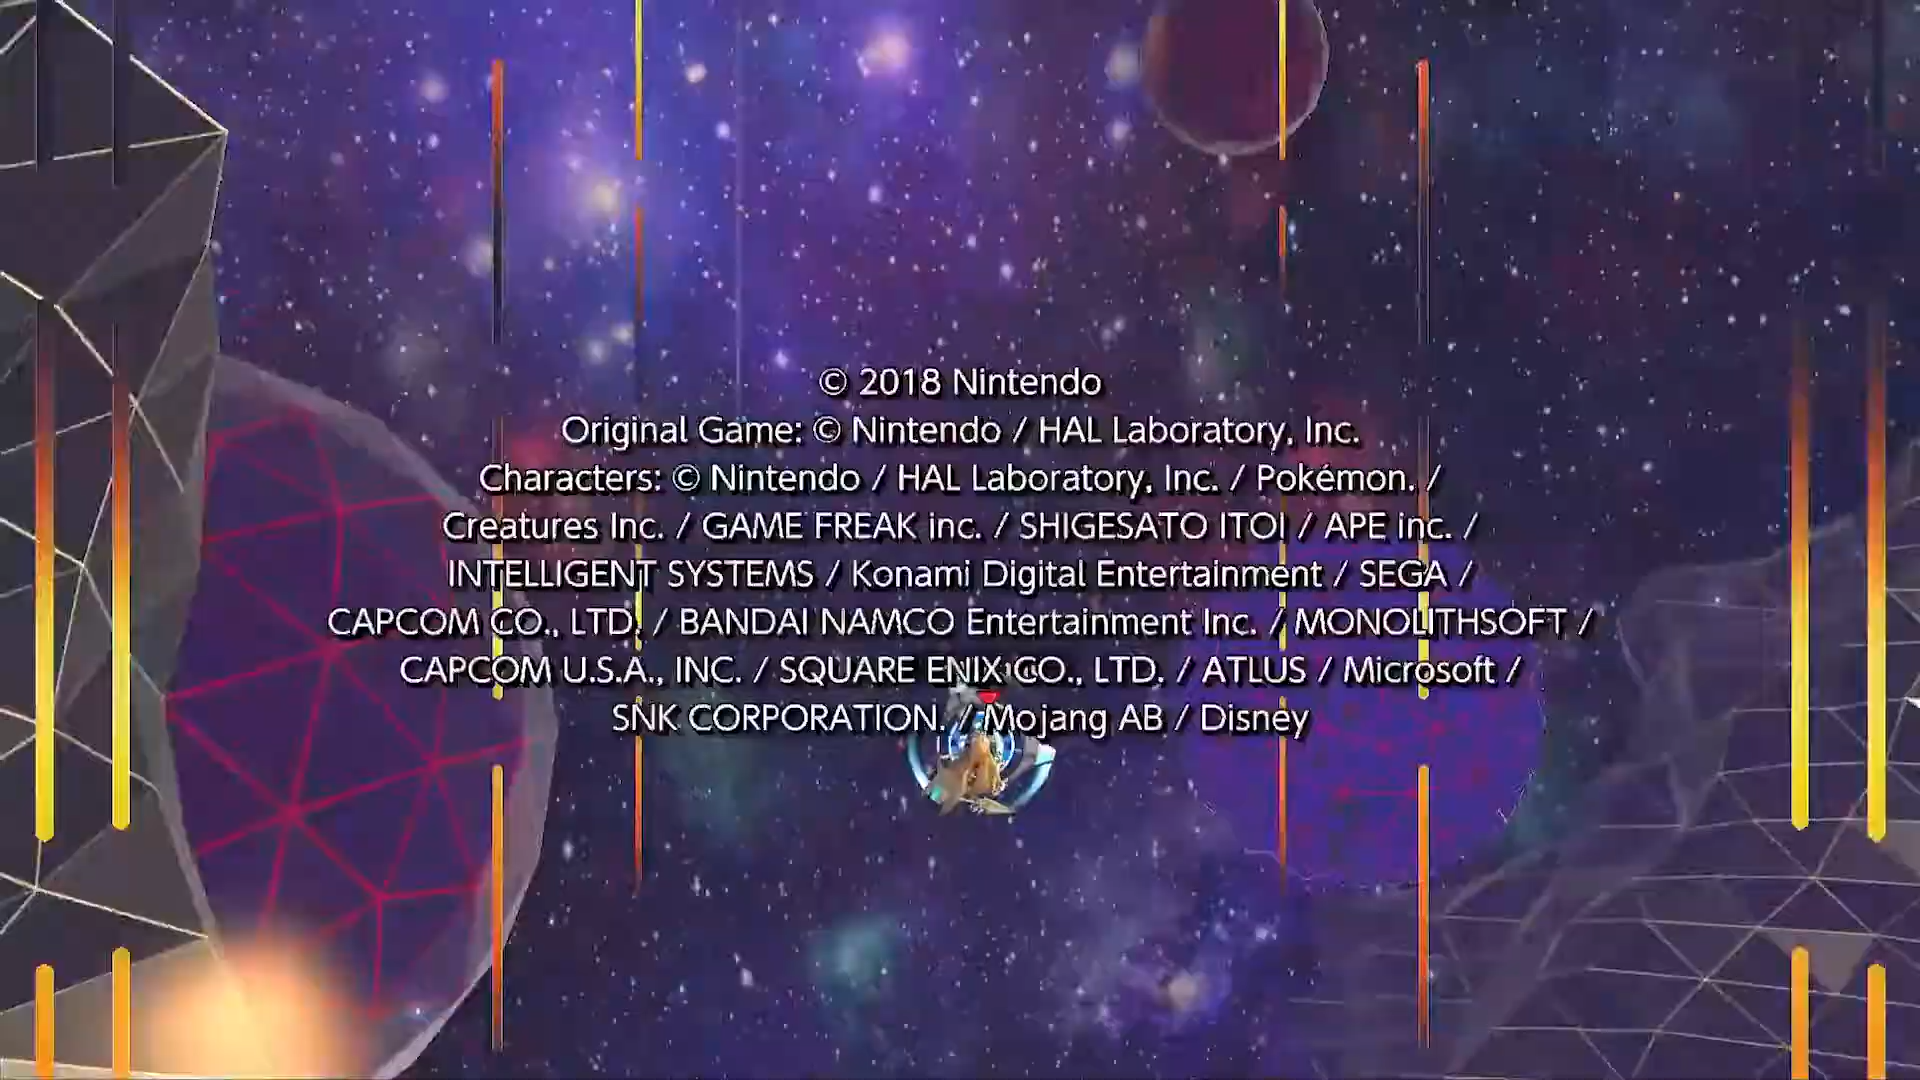 © 2018 Nintendo
Original Game: © Nintendo / HAL Laboratory, Inc.
Characters: © Nintendo / HAL Laboratory, Inc. / Pokémon. /
Creatures Inc. / GAME FREAK inc. / SHIGESATO ITOI / APE inc. /
INTELLIGENT SYSTEMS / Konami Digital Entertainment / SEGA /
CAPCOM CO., LTD. / BANDAI NAMCO Entertainment Inc. / MONOLITHSOFT /
CAPCOM U.S.A., INC. / SQUARE ENIX CO., LTD. / ATLUS / Microsoft /
SNK CORPORATION. / Mojang AB / Disney